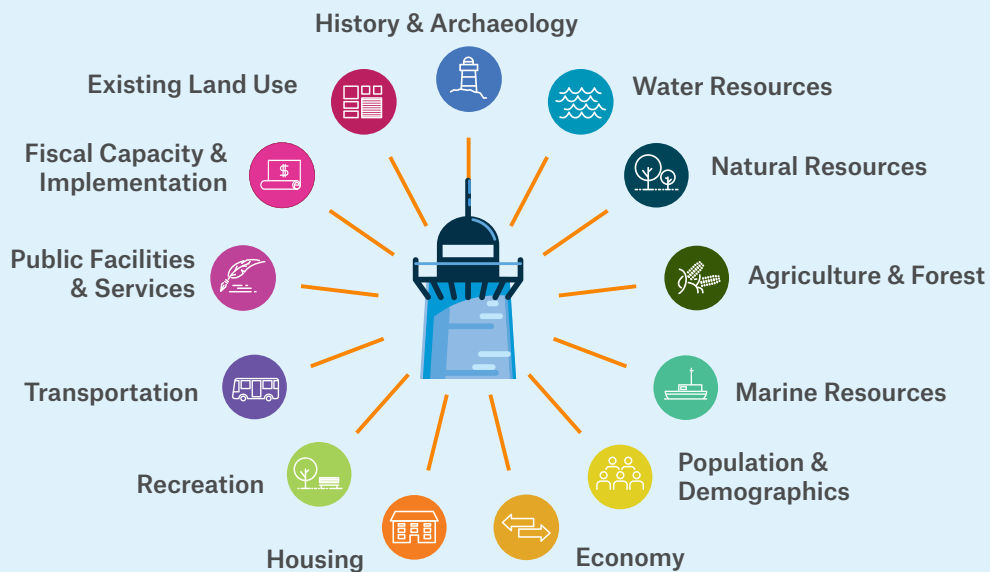 History & Archaeology
Existing Land Use
Water Resources
Fiscal Capacity &
Implementation
$
Natural Resources
Public Facilities
& Services
Agriculture & Forest
Transportation
Marine Resources
Recreation
Population &
Demographics
Housing
Economy